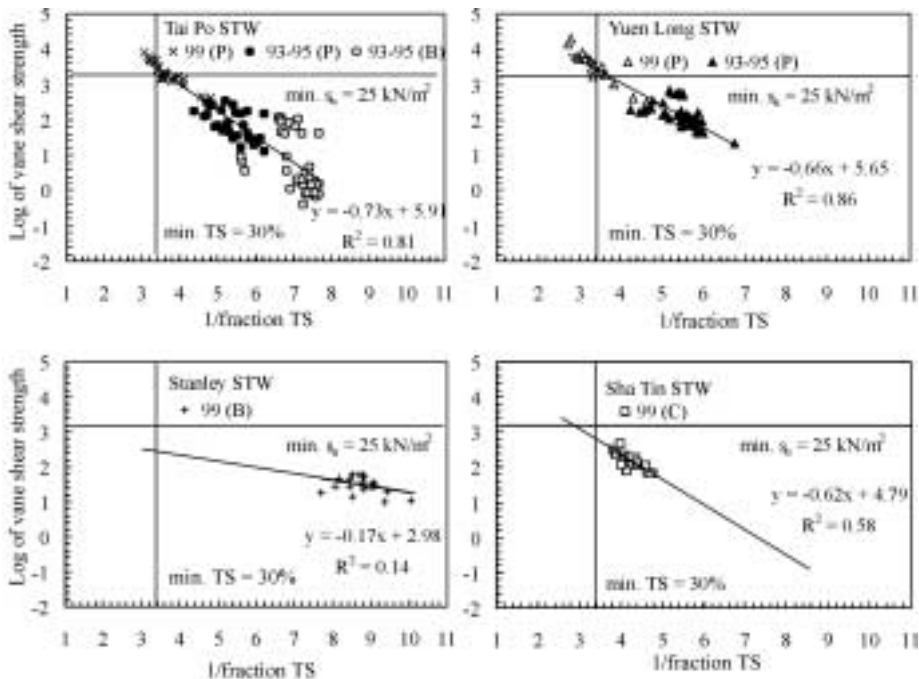 Log of vane shear strength
5
4
3
2
1
0
-1
-2
Tai Po STW
× 99 (P) ● 93-95 (P) 93-95 (B)
min. s = 25 kN/m²
y = -0.73x + 5.91
R² = 0.81
min. TS = 30%
1 2 3 4 5 6 7 8 9 10 11
1/fraction TS
5
4
3
2
1
0
-1
-2
Yuen Long STW
△ 99 (P) ▲ 93-95 (P)
min. s = 25 kN/m²
y = -0.66x + 5.65
R² = 0.86
min. TS = 30%
1 2 3 4 5 6 7 8 9 10 11
1/fraction TS
Log of vane shear strength
5
4
3
2
1
0
-1
-2
Stanley STW
+ 99 (B)
min. s = 25 kN/m²
y = -0.17x + 2.98
R² = 0.14
min. TS = 30%
1 2 3 4 5 6 7 8 9 10 11
1/fraction TS
5
4
3
2
1
0
-1
-2
Sha Tin STW
□ 99 (C)
min. s = 25 kN/m²
y = -0.62x + 4.79
R² = 0.58
min. TS = 30%
1 2 3 4 5 6 7 8 9 10 11
1/fraction TS